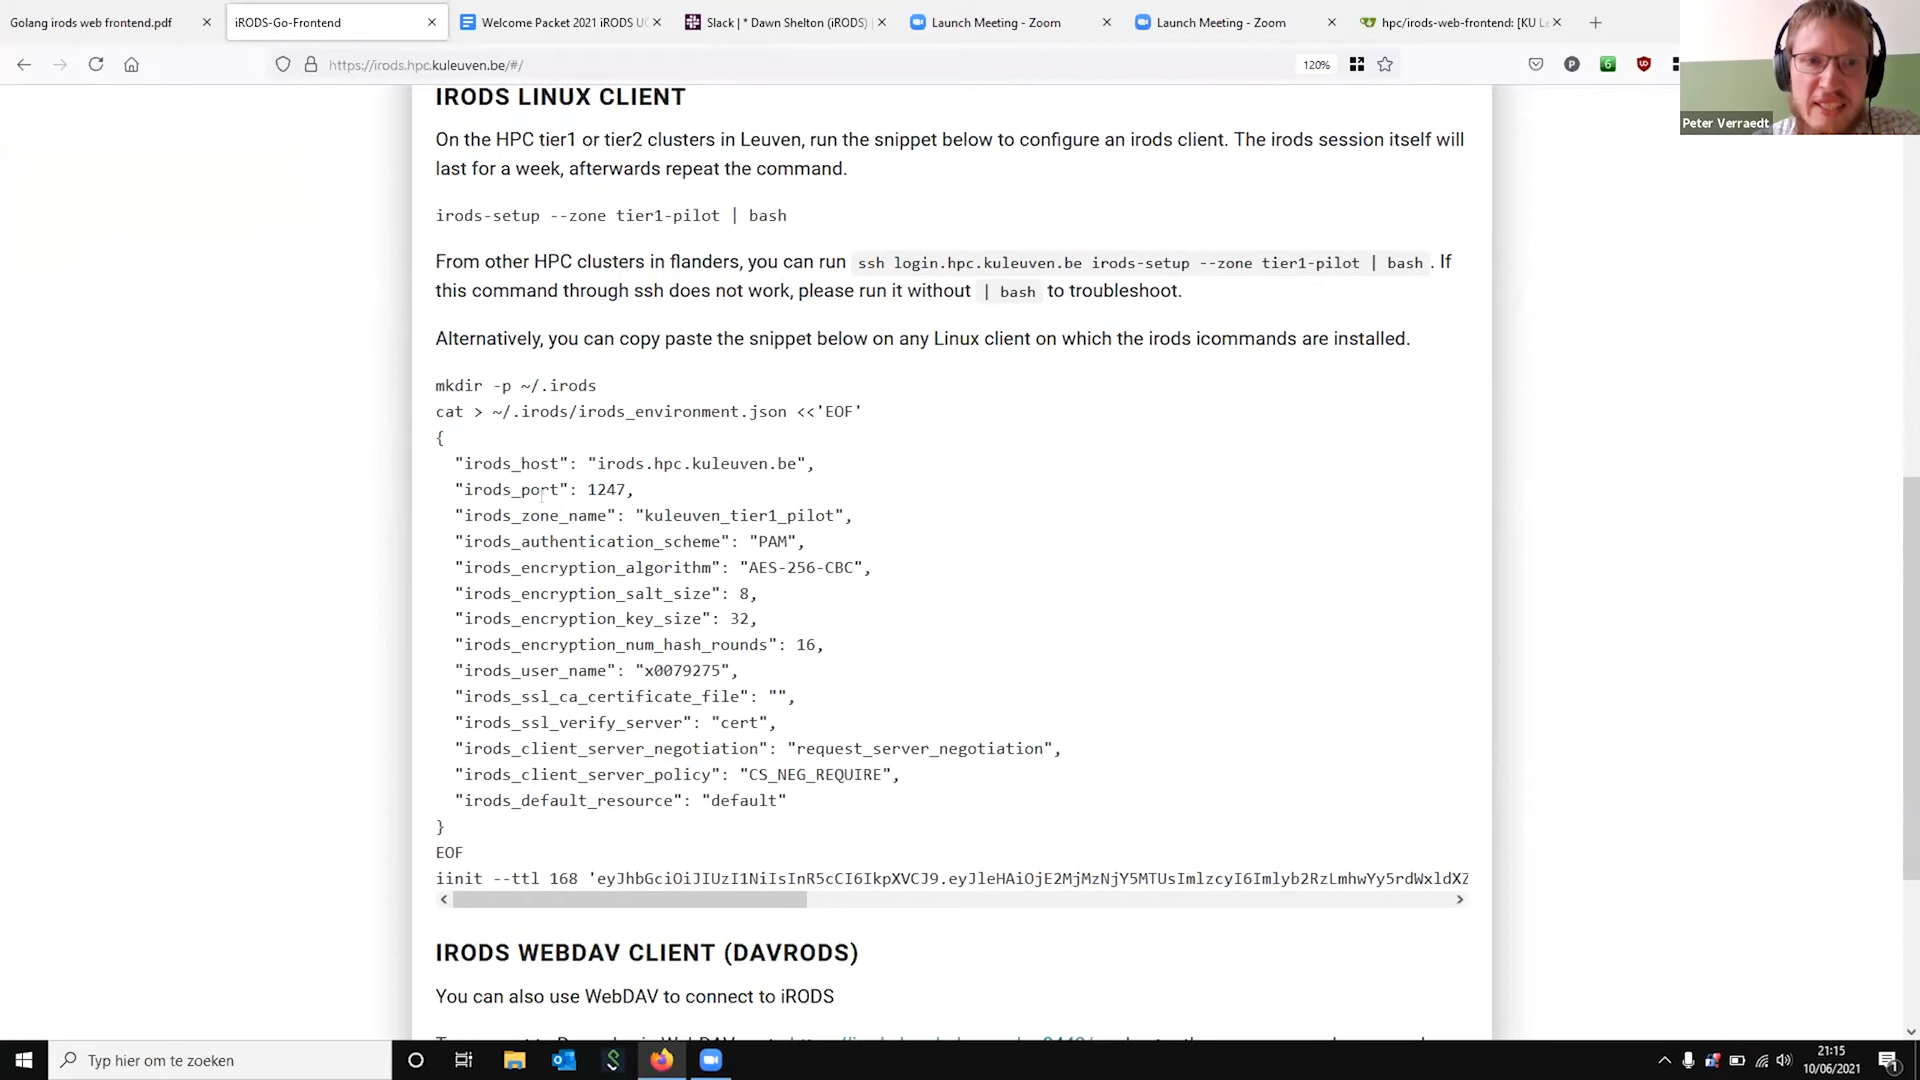 Golang irods web frontend.pdf
iRODS-Go-Frontend
Welcome Packet 2021 iRODS UG
Slack | * Dawn Shelton (iRODS) |
Launch Meeting - Zoom
Launch Meeting - Zoom
hpc/irods-web-frontend: [KU Le
https://irods.hpc.kuleuven.be/#/
120%
Peter Verraedt
IRODS LINUX CLIENT
On the HPC tier1 or tier2 clusters in Leuven, run the snippet below to configure an irods client. The irods session itself will
last for a week, afterwards repeat the command.
irods-setup --zone tier1-pilot | bash
From other HPC clusters in flanders, you can run ssh login.hpc.kuleuven.be irods-setup --zone tier1-pilot | bash . If
this command through ssh does not work, please run it without | bash to troubleshoot.
Alternatively, you can copy paste the snippet below on any Linux client on which the irods icommands are installed.
mkdir -p ~/.irods
cat > ~/.irods/irods_environment.json <<'EOF'
{
"irods_host": "irods.hpc.kuleuven.be",
"irods_port": 1247,
"irods_zone_name": "kuleuven_tier1_pilot",
"irods_authentication_scheme": "PAM",
"irods_encryption_algorithm": "AES-256-CBC",
"irods_encryption_salt_size": 8,
"irods_encryption_key_size": 32,
"irods_encryption_num_hash_rounds": 16,
"irods_user_name": "x0079275",
"irods_ssl_ca_certificate_file": "",
"irods_ssl_verify_server": "cert",
"irods_client_server_negotiation": "request_server_negotiation",
"irods_client_server_policy": "CS_NEG_REQUIRE",
"irods_default_resource": "default"
}
EOF
iinit --ttl 168 'eyJhbGciOiJIUzI1NiIsInR5cCI6IkpXVCJ9.eyJleHAiOjE2MjMzNjY5MTUsImlzcyI6Imlyb2RzLmhwYy5rdWxldXZ
IRODS WEBDAV CLIENT (DAVRODS)
You can also use WebDAV to connect to iRODS
Typ hier om te zoeken
21:15
10/06/2021